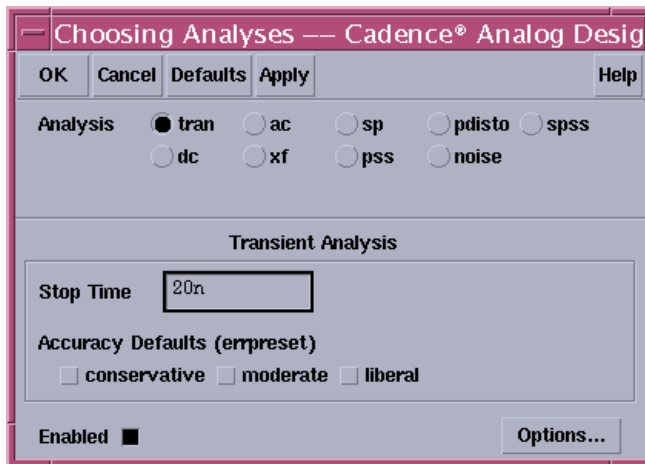 Choosing Analyses –– Cadence® Analog Desig
OK Cancel Defaults Apply Help
Analysis tran ac sp pdisto spss
dc xf pss noise
Transient Analysis
Stop Time 20n
Accuracy Defaults (errpreset)
conservative moderate liberal
Enabled Options...